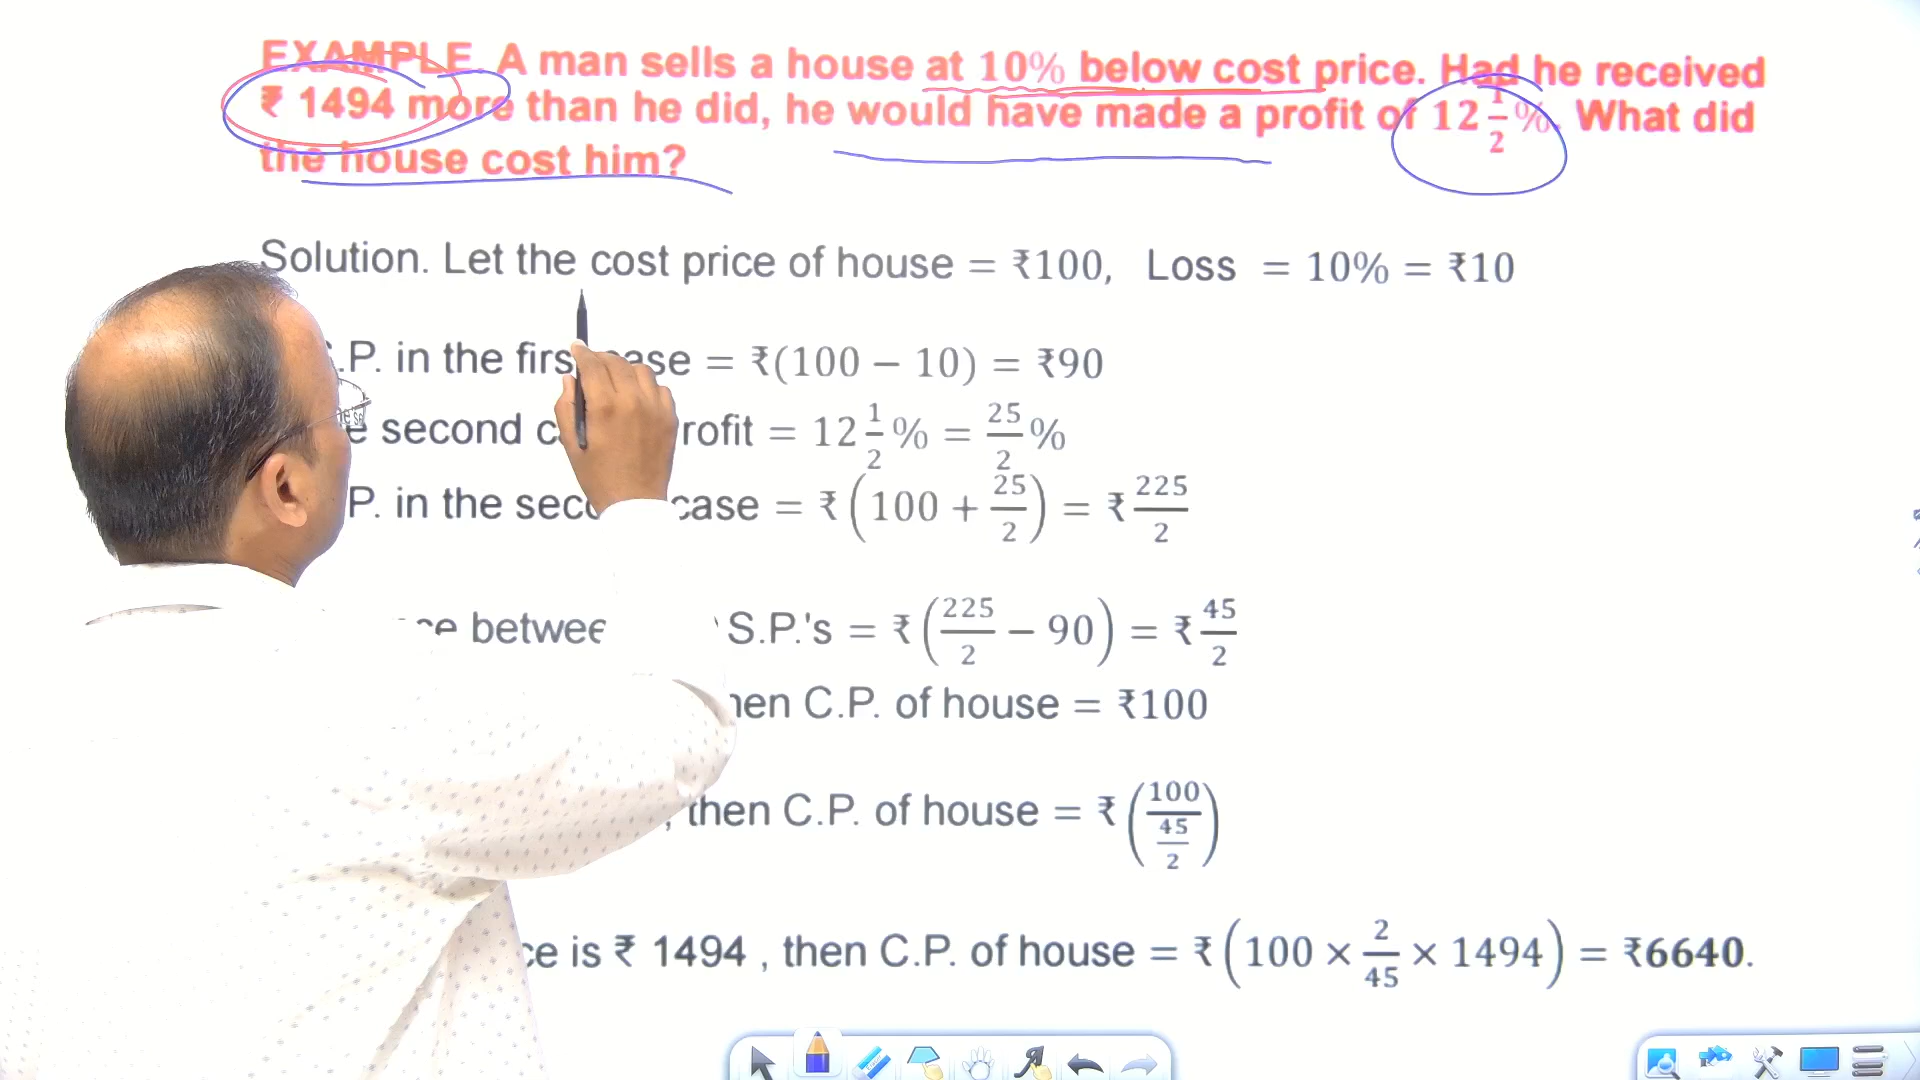 EXAMPLE. A man sells a house at 10% below cost price. Had he received
₹ 1494 more than he did, he would have made a profit of 12 1/2 %. What did
the house cost him?
Solution. Let the cost price of house = ₹100, Loss = 10% = ₹10
.P. in the first case = ₹(100 − 10) = ₹90
second rofit = 12 1/2 % = 25/2 %
P. in the sec case = ₹ (100 + 25/2) = ₹ 225/2
betwee S.P.'s = ₹ (225/2 − 90) = ₹ 45/2
hen C.P. of house = ₹100
, then C.P. of house = ₹ (100/(45/2))
ce is ₹ 1494 , then C.P. of house = ₹ (100 × 2/45 × 1494) = ₹6640.